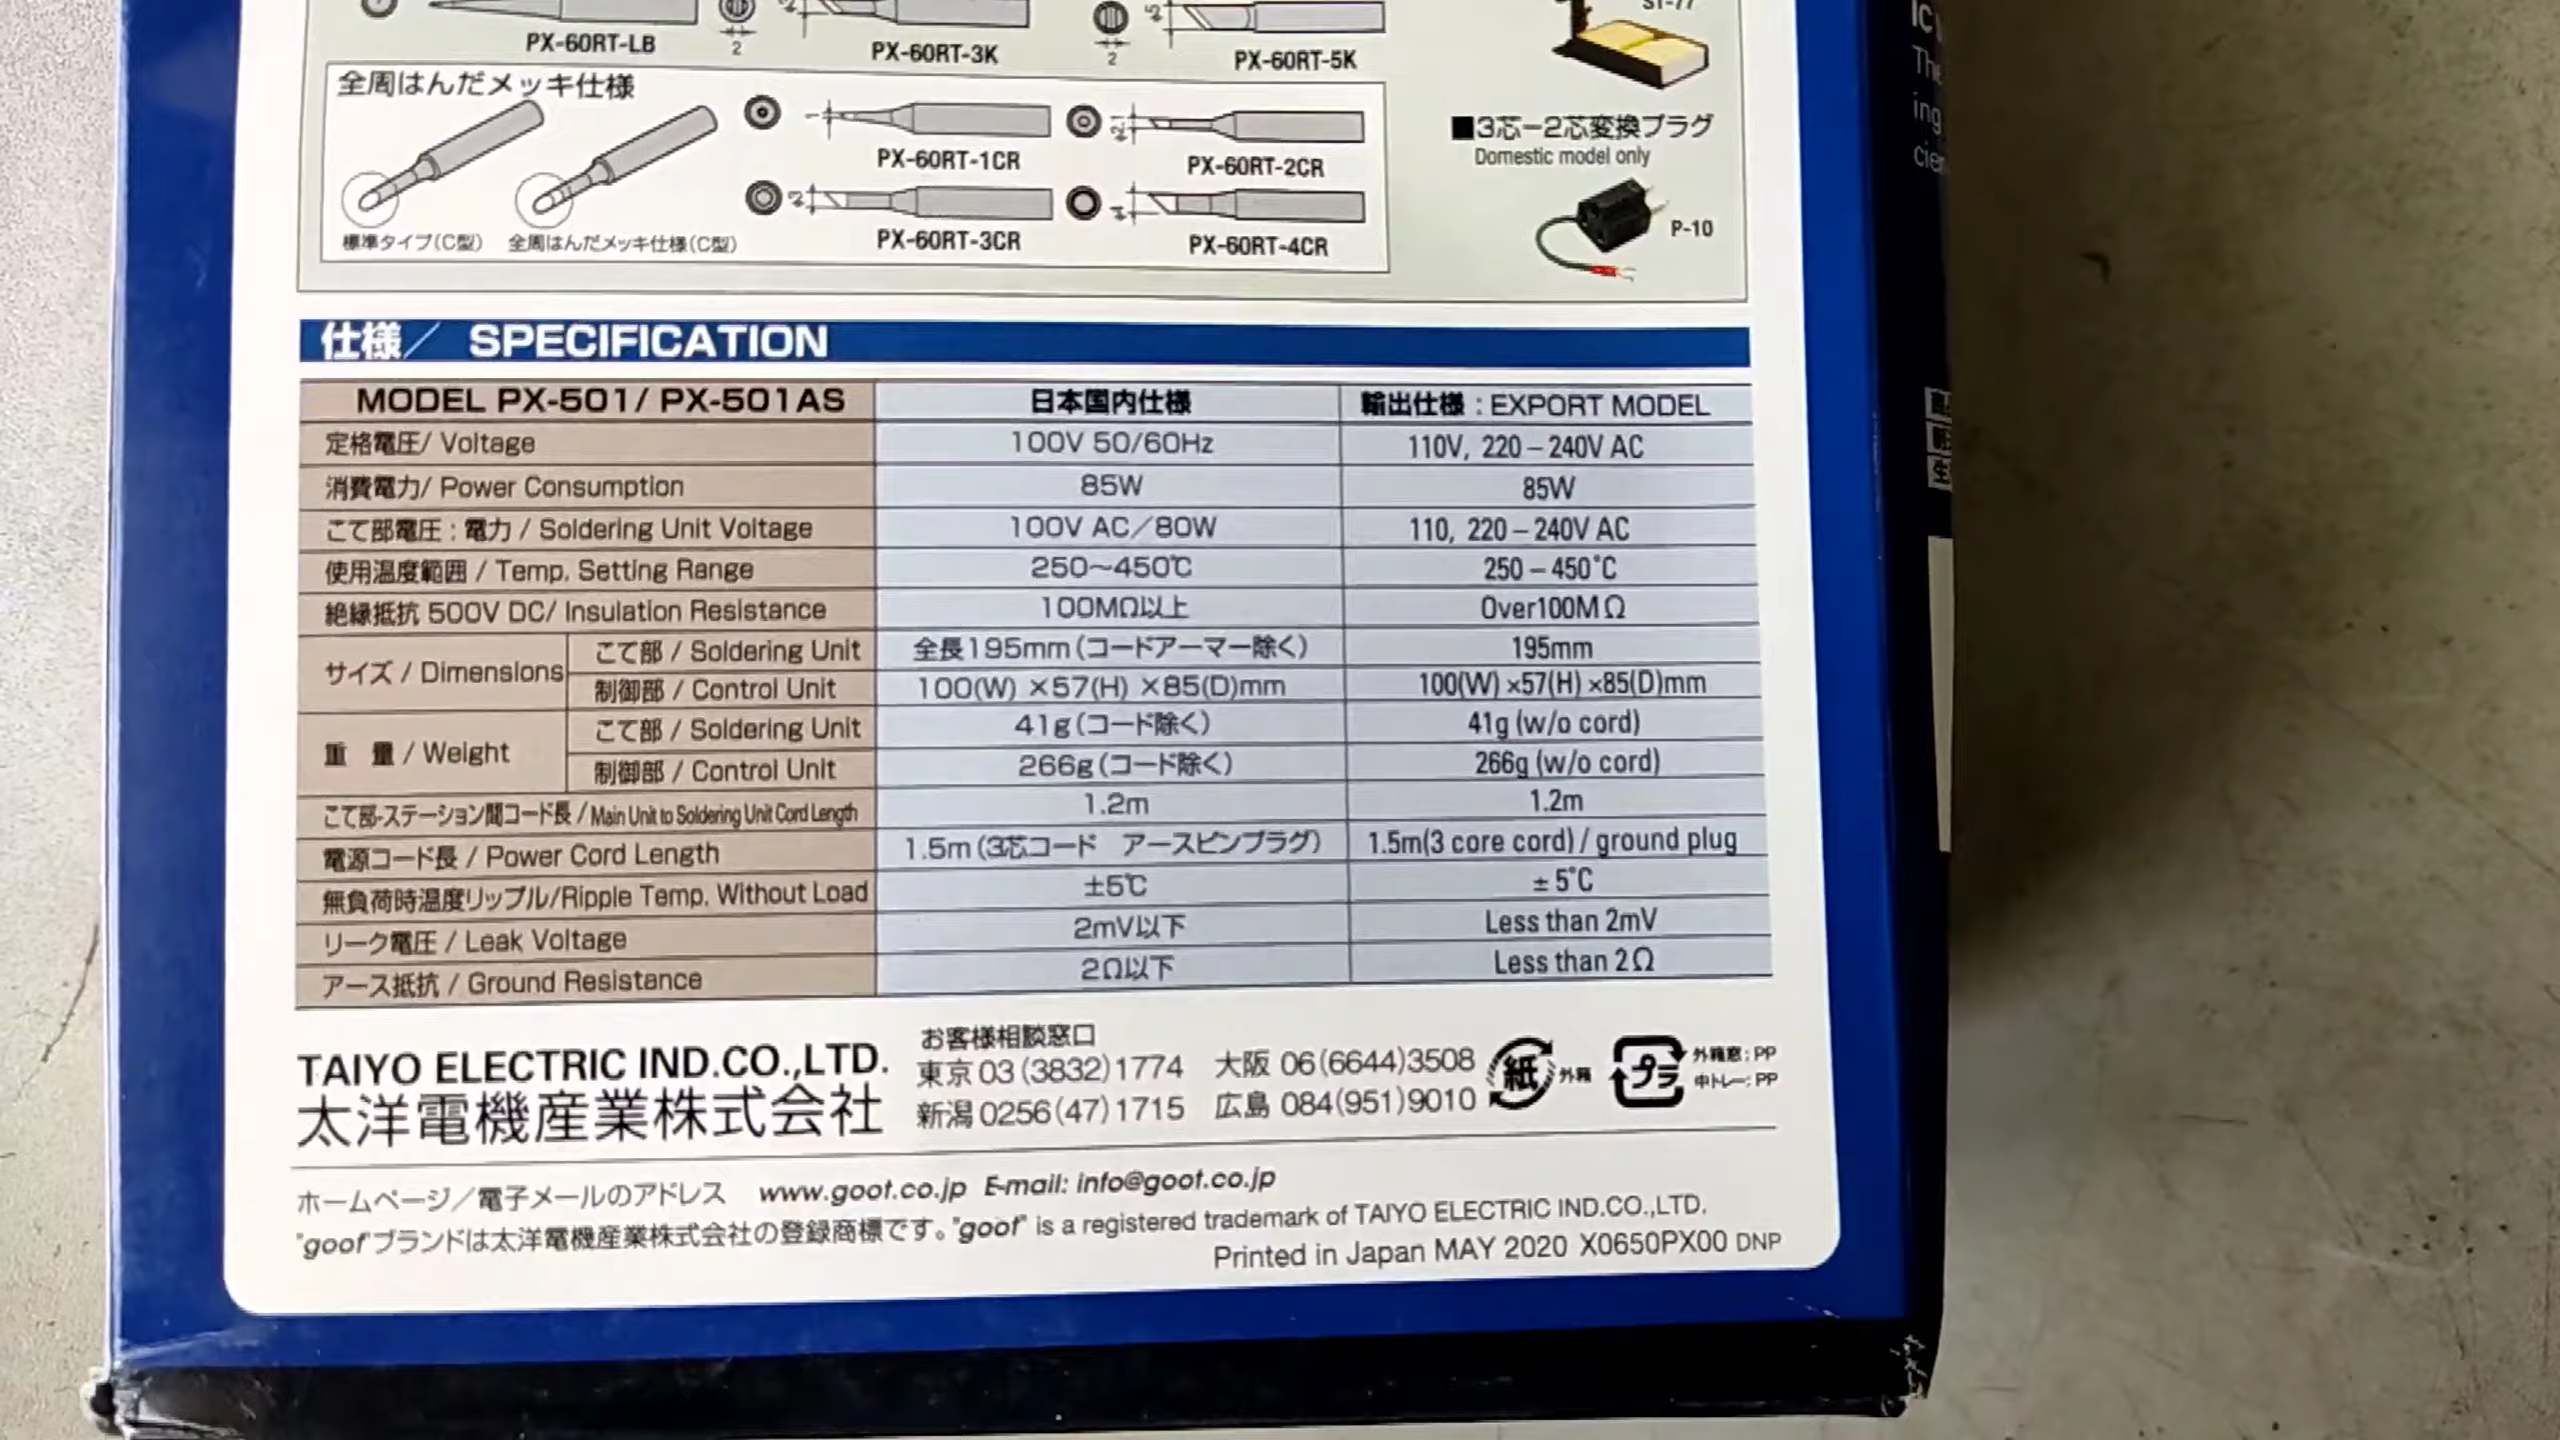 ST-77
PX-60RT-LB
2
PX-60RT-3K
2
PX-60RT-5K
全周はんだメッキ仕様
標準タイプ(C型)
全周はんだメッキ仕様(C型)
1
PX-60RT-1CR
PX-60RT-2CR
PX-60RT-3CR
4
PX-60RT-4CR
■3芯−2芯変換プラグ
Domestic model only
P-10
仕様/ SPECIFICATION
MODEL PX-501/ PX-501AS 日本国内仕様 輸出仕様 : EXPORT MODEL
定格電圧/ Voltage 100V 50/60Hz 110V, 220 – 240V AC
消費電力/ Power Consumption 85W 85W
こて部電圧 : 電力 / Soldering Unit Voltage 100V AC/80W 110, 220 – 240V AC
使用温度範囲 / Temp. Setting Range 250〜450℃ 250 – 450˚C
絶縁抵抗 500V DC/ Insulation Resistance 100MΩ以上 Over100MΩ
サイズ / Dimensions こて部 / Soldering Unit 全長195mm(コードアーマー除く) 195mm
制御部 / Control Unit 100(W) ×57(H) ×85(D)mm 100(W) ×57(H) ×85(D)mm
重 量 / Weight こて部 / Soldering Unit 41g(コード除く) 41g (w/o cord)
制御部 / Control Unit 266g(コード除く) 266g (w/o cord)
こて部-ステーション間コード長 / Main Unit to Soldering Unit Cord Length 1.2m 1.2m
電源コード長 / Power Cord Length 1.5m(3芯コード アースピンプラグ) 1.5m(3 core cord) / ground plug
無負荷時温度リップル/Ripple Temp. Without Load ±5℃ ± 5˚C
リーク電圧 / Leak Voltage 2mV以下 Less than 2mV
アース抵抗 / Ground Resistance 2Ω以下 Less than 2Ω
TAIYO ELECTRIC IND.CO.,LTD.
太洋電機産業株式会社
お客様相談窓口
東京 03(3832)1774 大阪 06(6644)3508
新潟 0256(47)1715 広島 084(951)9010
紙 外箱
プラ 外箱窓:PP
中トレー:PP
ホームページ/電子メールのアドレス www.goot.co.jp E-mail: info@goot.co.jp
"goot"ブランドは太洋電機産業株式会社の登録商標です。"goot" is a registered trademark of TAIYO ELECTRIC IND.CO.,LTD.
Printed in Japan MAY 2020 X0650PX00 DNP